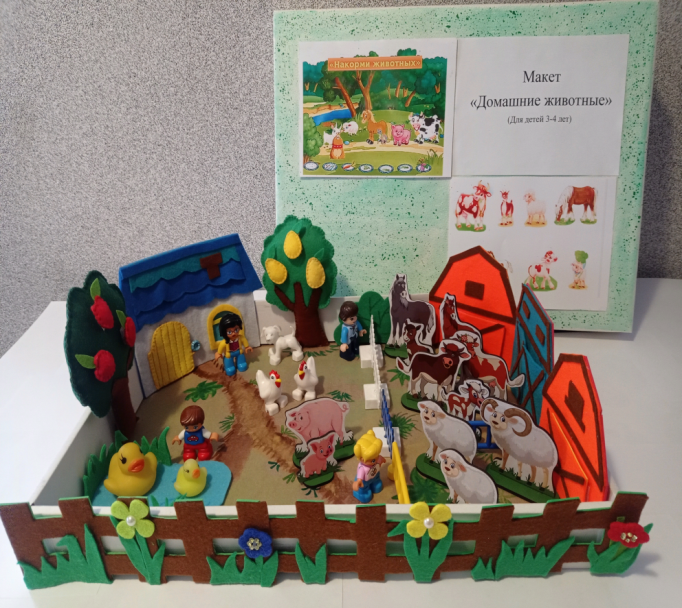 «Накорми животных»
Макет
«Домашние животные»
(Для детей 3-4 лет)